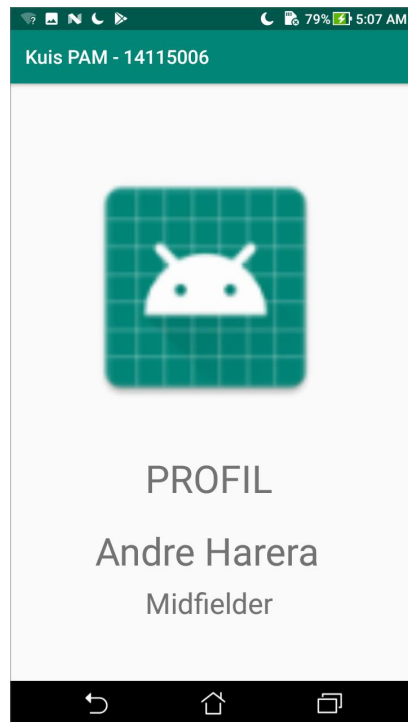 79% 5:07 AM
Kuis PAM - 14115006
PROFIL
Andre Harera
Midfielder